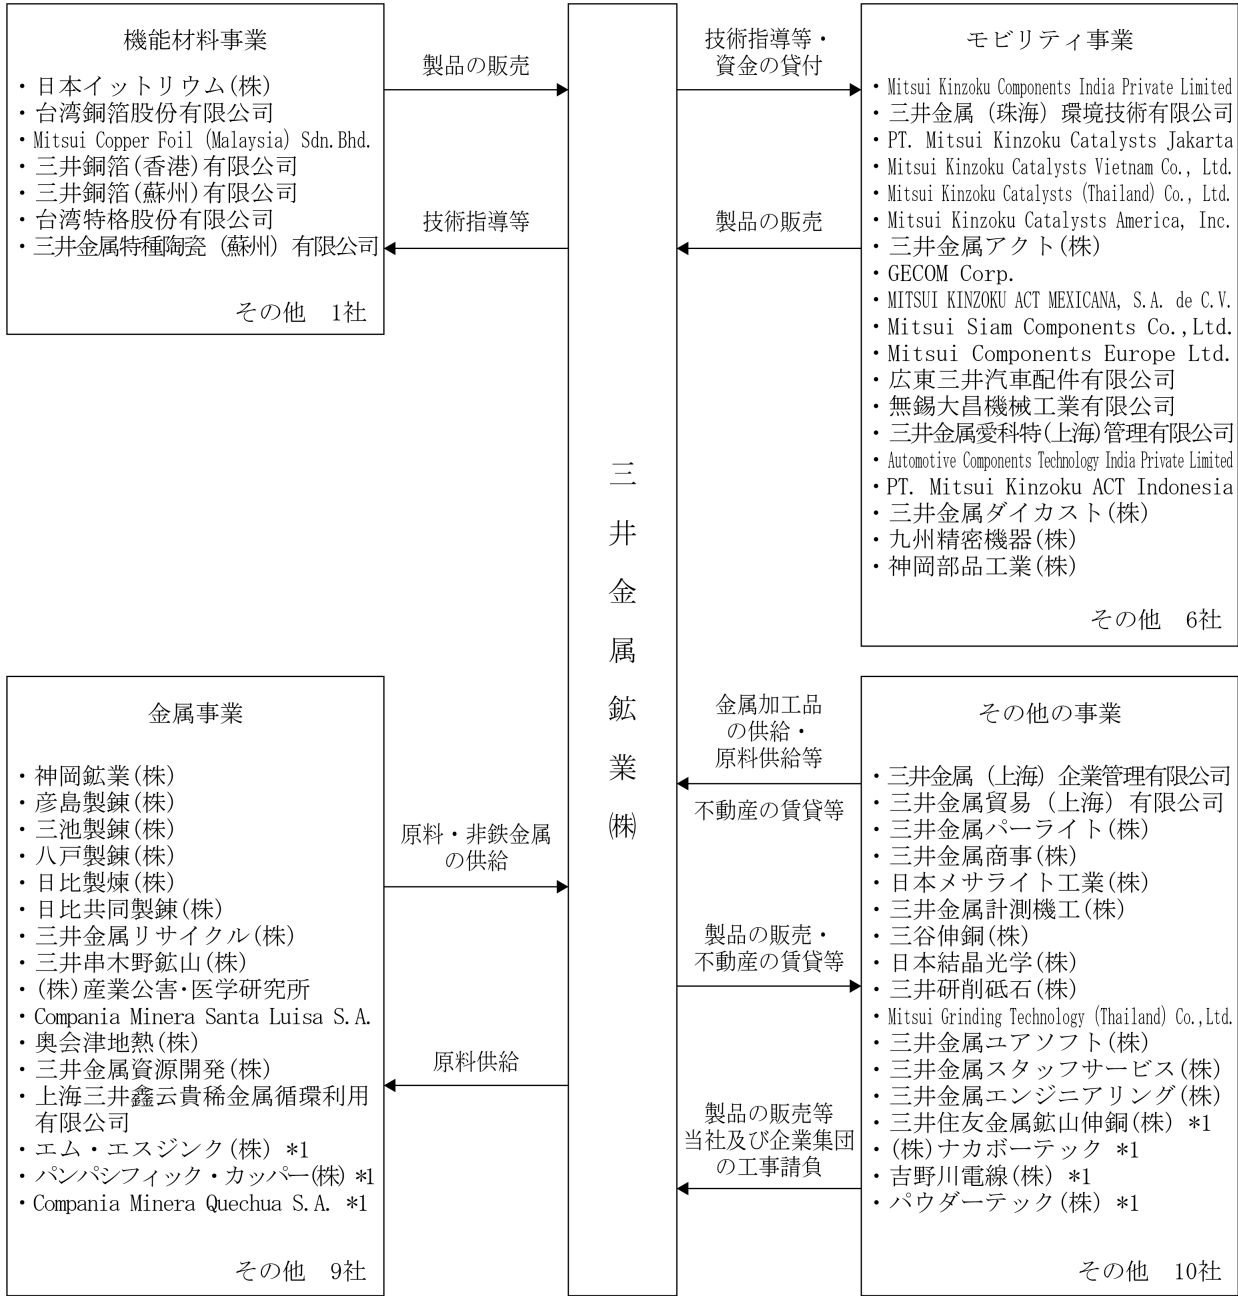 機能材料事業
・日本イットリウム(株)
・台湾銅箔股份有限公司
・Mitsui Copper Foil (Malaysia) Sdn.Bhd.
・三井銅箔(香港)有限公司
・三井銅箔(蘇州)有限公司
・台湾特格股份有限公司
・三井金属特種陶瓷（蘇州）有限公司
その他　1社
製品の販売
技術指導等
三井金属鉱業㈱
技術指導等・
資金の貸付
製品の販売
モビリティ事業
・Mitsui Kinzoku Components India Private Limited
・三井金属（珠海）環境技術有限公司
・PT. Mitsui Kinzoku Catalysts Jakarta
・Mitsui Kinzoku Catalysts Vietnam Co., Ltd.
・Mitsui Kinzoku Catalysts (Thailand) Co., Ltd.
・Mitsui Kinzoku Catalysts America, Inc.
・三井金属アクト(株)
・GECOM Corp.
・MITSUI KINZOKU ACT MEXICANA, S.A. de C.V.
・Mitsui Siam Components Co.,Ltd.
・Mitsui Components Europe Ltd.
・広東三井汽車配件有限公司
・無錫大昌機械工業有限公司
・三井金属愛科特(上海)管理有限公司
・Automotive Components Technology India Private Limited
・PT. Mitsui Kinzoku ACT Indonesia
・三井金属ダイカスト(株)
・九州精密機器(株)
・神岡部品工業(株)
その他　6社
金属事業
・神岡鉱業(株)
・彦島製錬(株)
・三池製錬(株)
・八戸製錬(株)
・日比製煉(株)
・日比共同製錬(株)
・三井金属リサイクル(株)
・三井串木野鉱山(株)
・(株)産業公害・医学研究所
・Compania Minera Santa Luisa S.A.
・奥会津地熱(株)
・三井金属資源開発(株)
・上海三井鑫云貴稀金属循環利用
有限公司
・エム・エスジンク(株) *1
・パンパシフィック・カッパー(株) *1
・Compania Minera Quechua S.A. *1
その他　9社
原料・非鉄金属
の供給
原料供給
金属加工品
の供給・
原料供給等
不動産の賃貸等
製品の販売・
不動産の賃貸等
製品の販売等
当社及び企業集団
の工事請負
その他の事業
・三井金属（上海）企業管理有限公司
・三井金属貿易（上海）有限公司
・三井金属パーライト(株)
・三井金属商事(株)
・日本メサライト工業(株)
・三井金属計測機工(株)
・三谷伸銅(株)
・日本結晶光学(株)
・三井研削砥石(株)
・Mitsui Grinding Technology (Thailand) Co.,Ltd.
・三井金属ユアソフト(株)
・三井金属スタッフサービス(株)
・三井金属エンジニアリング(株)
・三井住友金属鉱山伸銅(株) *1
・(株)ナカボーテック *1
・吉野川電線(株) *1
・パウダーテック(株) *1
その他　10社